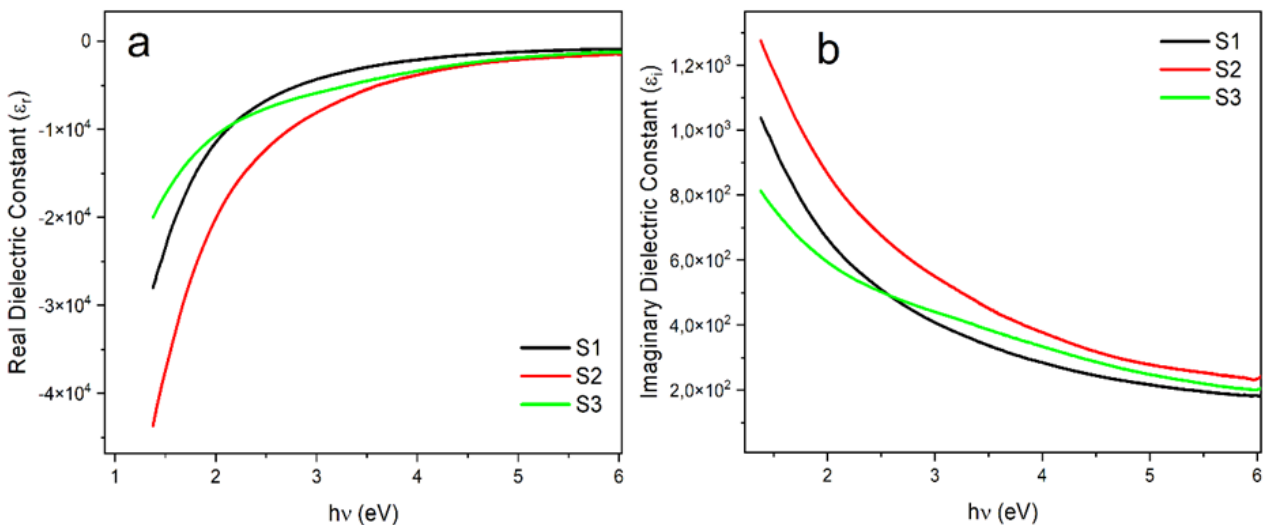 a
Real Dielectric Constant (εr)
0
-1×10⁴
-2×10⁴
-3×10⁴
-4×10⁴
S1
S2
S3
1 2 3 4 5 6
hν (eV)
b
Imaginary Dielectric Constant (εi)
1,2×10³
1,0×10³
8,0×10²
6,0×10²
4,0×10²
2,0×10²
S1
S2
S3
2 3 4 5 6
hν (eV)